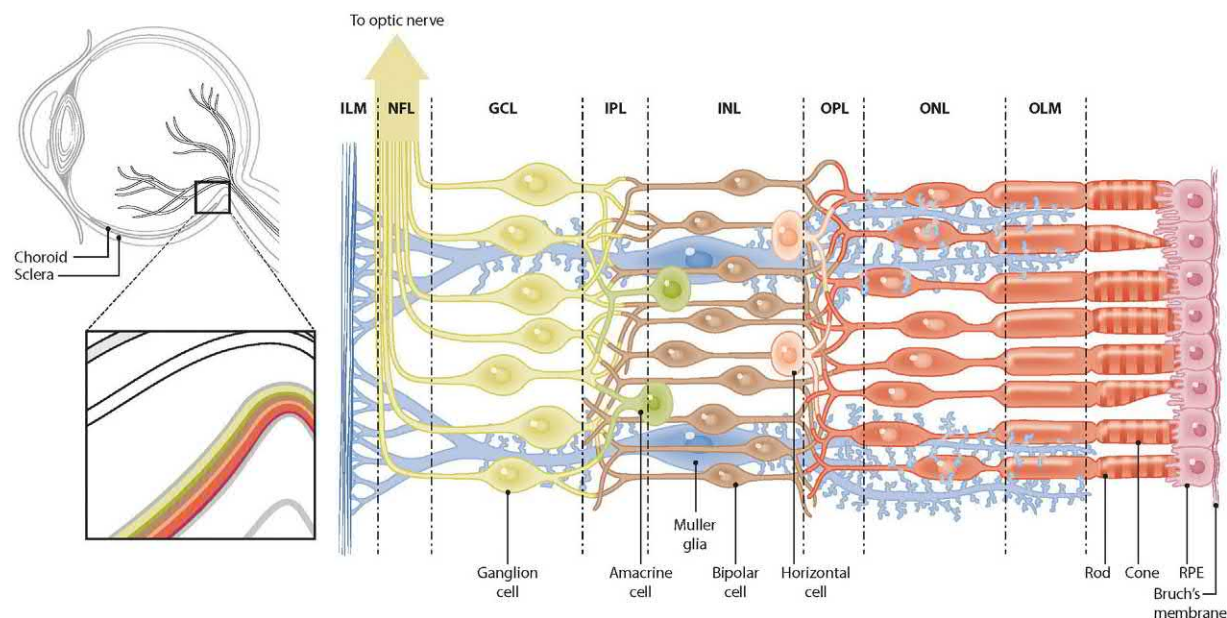 To optic nerve
ILM NFL GCL IPL INL OPL ONL OLM
Choroid
Sclera
Ganglion
cell
Amacrine
cell
Muller
glia
Bipolar
cell
Horizontal
cell
Rod
Cone
RPE
Bruch's
membrane